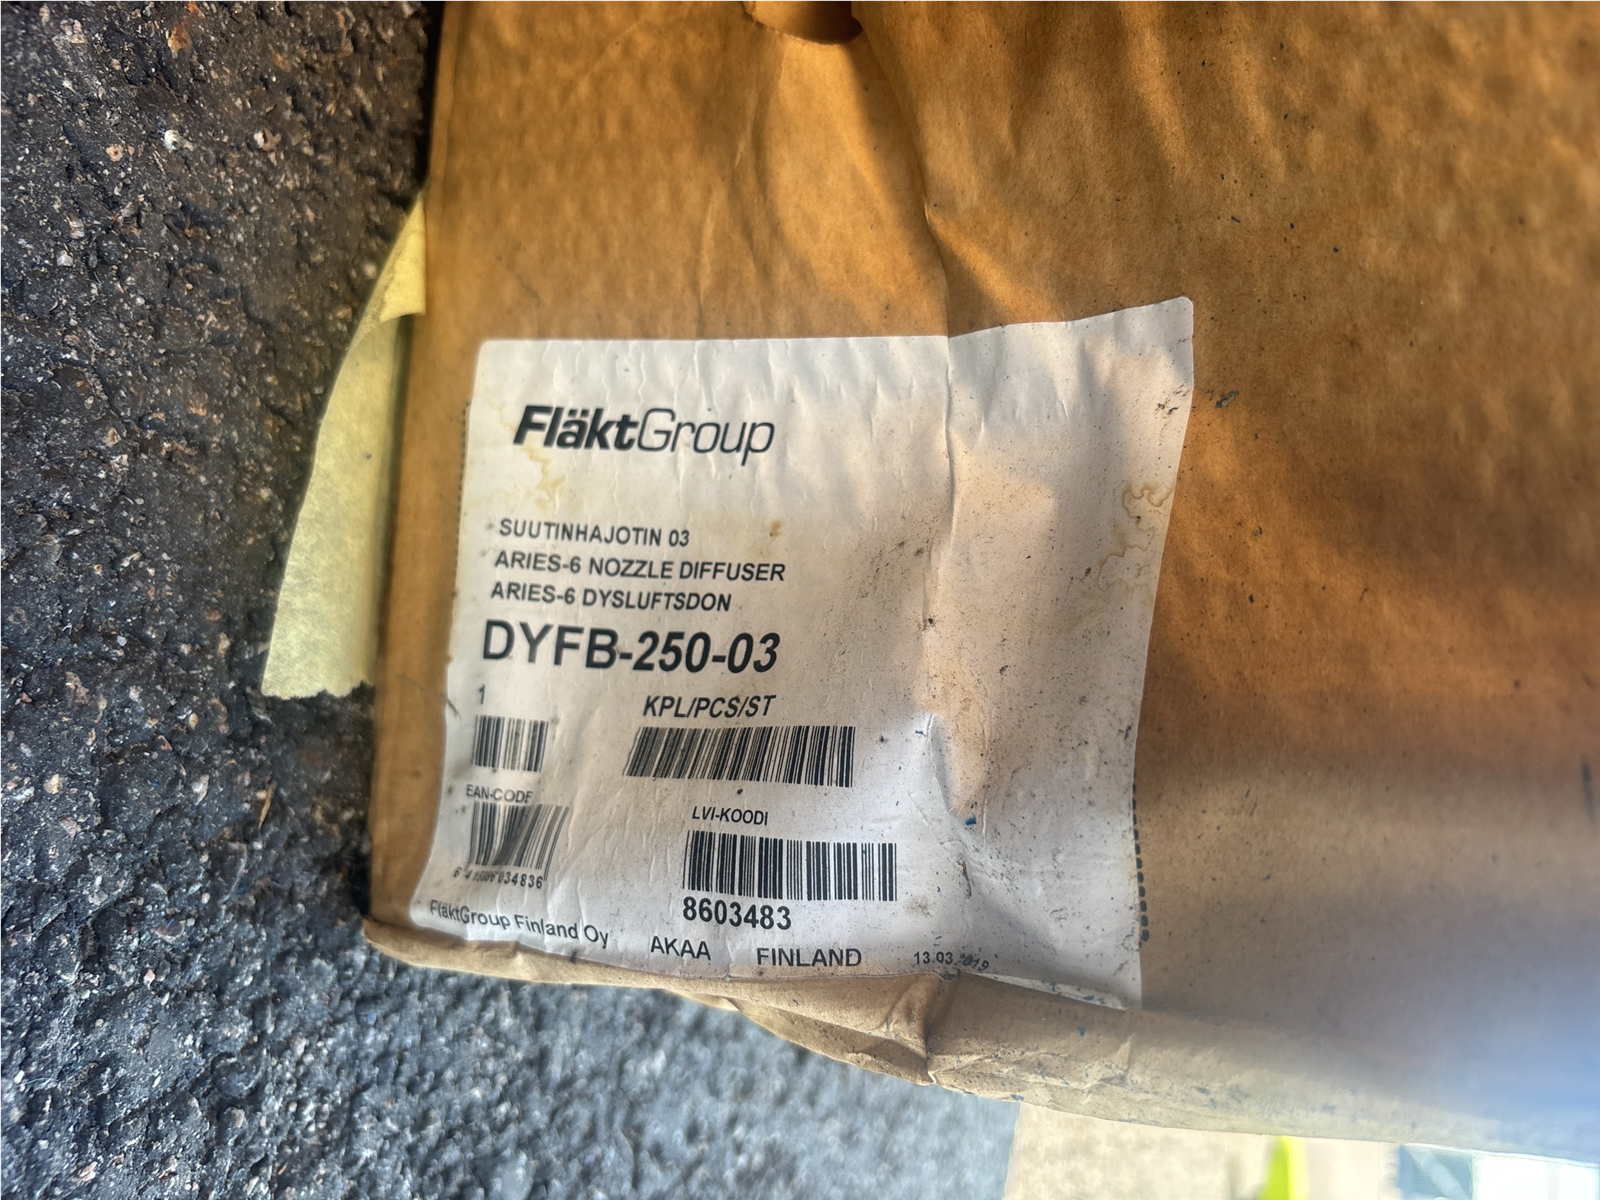 FläktGroup
SUUTINHAJOTIN 03
ARIES-6 NOZZLE DIFFUSER
ARIES-6 DYSLUFTSDON
DYFB-250-03
1 KPL/PCS/ST
EAN-CODE
LVI-KOODI
034836
8603483
FläktGroup Finland Oy AKAA FINLAND 13.03.2019